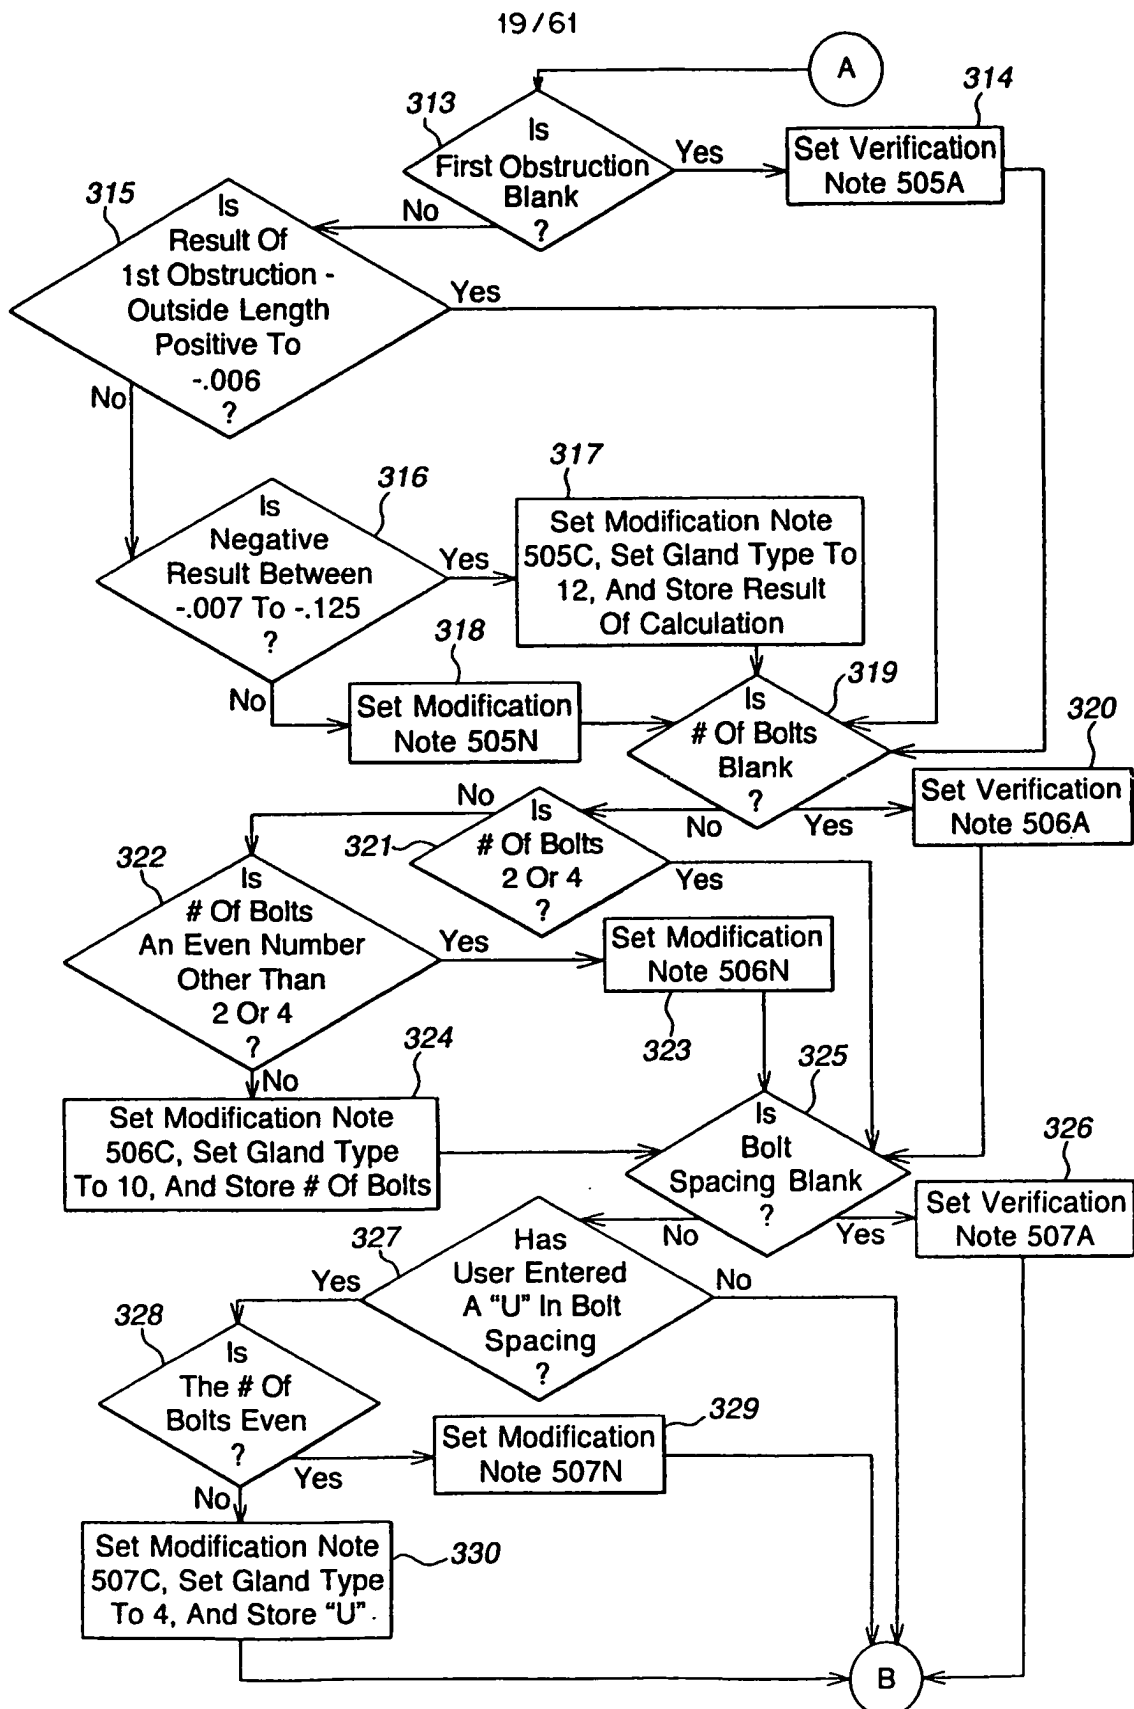 19/61
A
313
Is
First Obstruction
Blank
?
Yes
314
Set Verification
Note 505A
No
315
Is
Result Of
1st Obstruction -
Outside Length
Positive To
-.006
?
Yes
No
316
Is
Negative
Result Between
-.007 To -.125
?
Yes
317
Set Modification Note
505C, Set Gland Type To
12, And Store Result
Of Calculation
No
318
Set Modification
Note 505N
319
Is
# Of Bolts
Blank
?
No
Yes
320
Set Verification
Note 506A
321
Is
# Of Bolts
2 Or 4
?
No
Yes
322
Is
# Of Bolts
An Even Number
Other Than
2 Or 4
?
Yes
Set Modification
Note 506N
323
No
324
Set Modification Note
506C, Set Gland Type
To 10, And Store # Of Bolts
325
Is
Bolt
Spacing Blank
?
No
Yes
326
Set Verification
Note 507A
327
Has
User Entered
A "U" In Bolt
Spacing
?
Yes
No
328
Is
The # Of
Bolts Even
?
Yes
329
Set Modification
Note 507N
No
Set Modification Note
507C, Set Gland Type
To 4, And Store "U"
330
B